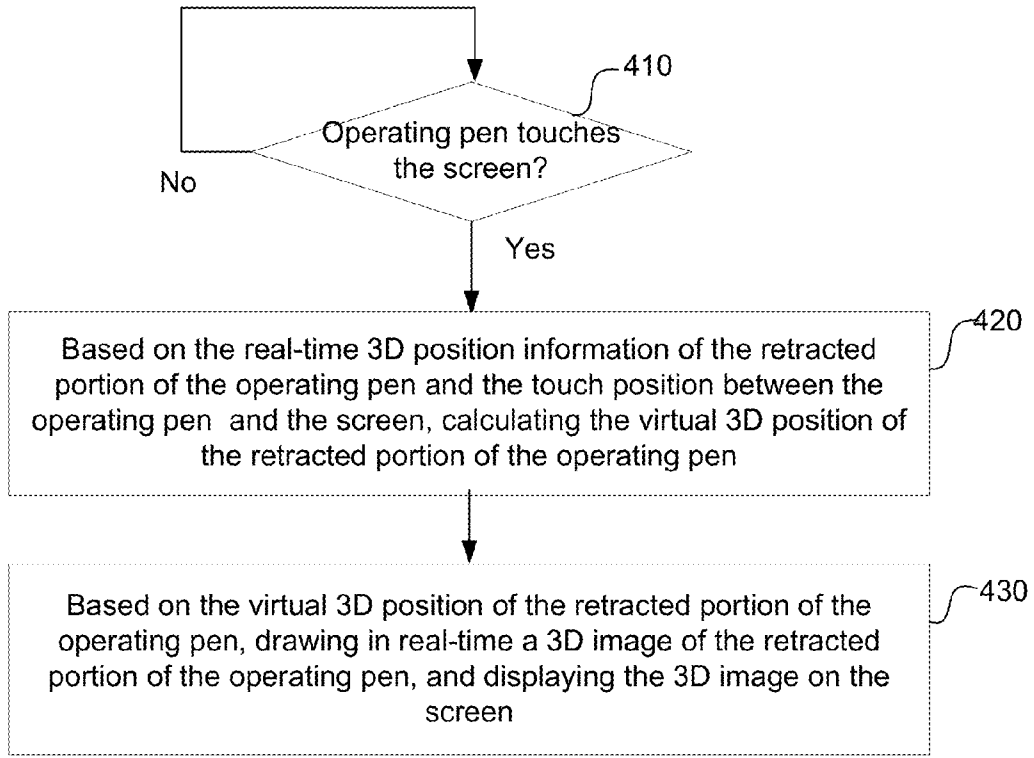 410
Operating pen touches
the screen?
No
Yes
420
Based on the real-time 3D position information of the retracted
portion of the operating pen and the touch position between the
operating pen and the screen, calculating the virtual 3D position of
the retracted portion of the operating pen
430
Based on the virtual 3D position of the retracted portion of the
operating pen, drawing in real-time a 3D image of the retracted
portion of the operating pen, and displaying the 3D image on the
screen